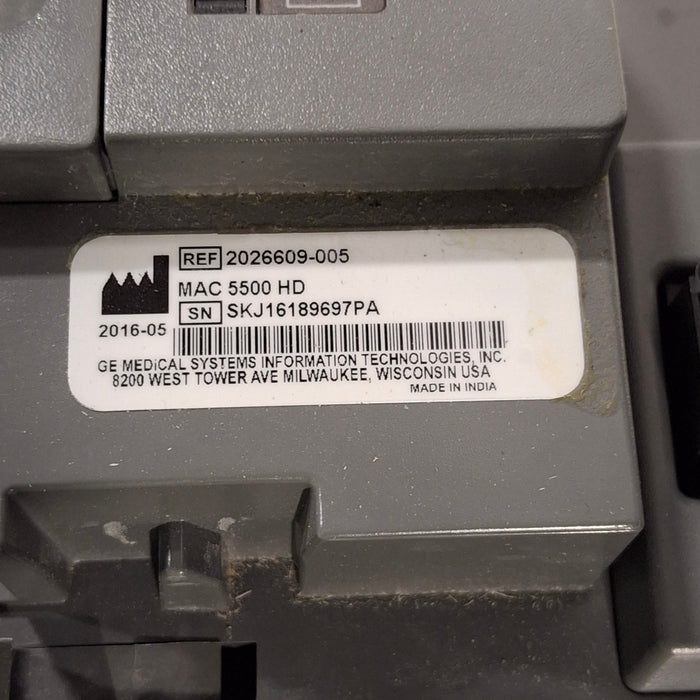 REF 2026609-005
MAC 5500 HD
SN SKJ16189697PA
2016-05
GE MEDICAL SYSTEMS INFORMATION TECHNOLOGIES, INC.
8200 WEST TOWER AVE MILWAUKEE, WISCONSIN USA
MADE IN INDIA